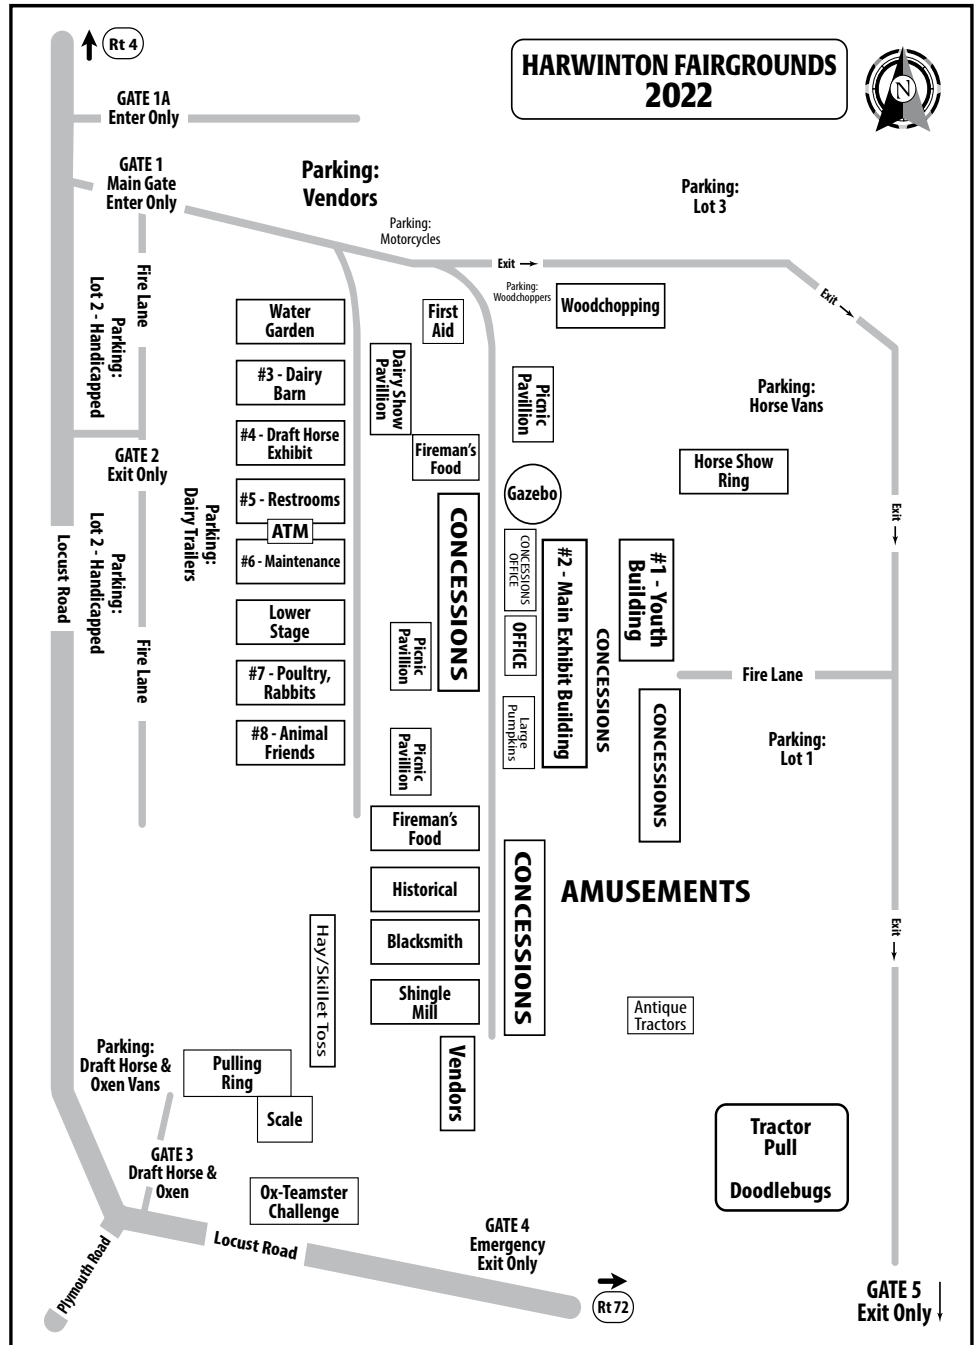 Rt 4
HARWINTON FAIRGROUNDS
2022
N
GATE 1A
Enter Only
GATE 1
Main Gate
Enter Only
Parking:
Vendors
Parking:
Lot 3
Parking:
Motorcycles
Exit
Exit
Parking:
Woodchoppers
Woodchopping
Fire Lane
Parking:
Lot 2 - Handicapped
Water
Garden
First
Aid
#3 - Dairy
Barn
Dairy Show
Pavillion
Picnic
Pavillion
Parking:
Horse Vans
#4 - Draft Horse
Exhibit
Fireman's
Food
GATE 2
Exit Only
Horse Show
Ring
Parking:
Dairy Trailers
#5 - Restrooms
ATM
#6 - Maintenance
Gazebo
CONCESSIONS
CONCESSIONS
OFFICE
#2 - Main Exhibit Building
#1 - Youth
Building
Exit
Locust Road
Parking:
Lot 2 - Handicapped
Fire Lane
Lower
Stage
Picnic
Pavillion
OFFICE
CONCESSIONS
#7 - Poultry,
Rabbits
Fire Lane
#8 - Animal
Friends
Picnic
Pavillion
Large
Pumpkins
CONCESSIONS
Parking:
Lot 1
Fireman's
Food
Historical
CONCESSIONS
AMUSEMENTS
Exit
Hay/Skillet Toss
Blacksmith
Shingle
Mill
Antique
Tractors
Vendors
Parking:
Draft Horse &
Oxen Vans
Pulling
Ring
Scale
Tractor
Pull
Doodlebugs
GATE 3
Draft Horse &
Oxen
Ox-Teamster
Challenge
Locust Road
GATE 4
Emergency
Exit Only
Plymouth Road
Rt 72
GATE 5
Exit Only